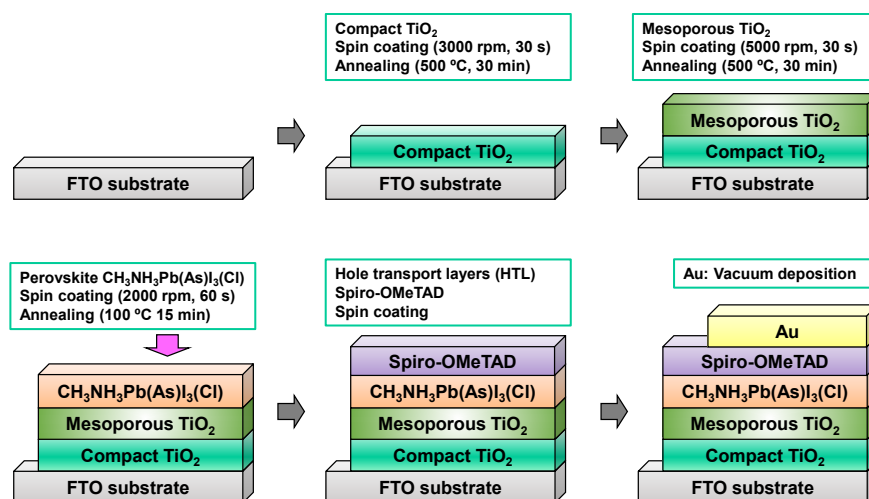 Compact TiO₂
Spin coating (3000 rpm, 30 s)
Annealing (500 ºC, 30 min)
Mesoporous TiO₂
Spin coating (5000 rpm, 30 s)
Annealing (500 ºC, 30 min)
FTO substrate
Compact TiO₂
FTO substrate
Mesoporous TiO₂
Compact TiO₂
FTO substrate
Perovskite CH₃NH₃Pb(As)I₃(Cl)
Spin coating (2000 rpm, 60 s)
Annealing (100 ºC 15 min)
Hole transport layers (HTL)
Spiro-OMeTAD
Spin coating
Au: Vacuum deposition
CH₃NH₃Pb(As)I₃(Cl)
Mesoporous TiO₂
Compact TiO₂
FTO substrate
Spiro-OMeTAD
CH₃NH₃Pb(As)I₃(Cl)
Mesoporous TiO₂
Compact TiO₂
FTO substrate
Au
Spiro-OMeTAD
CH₃NH₃Pb(As)I₃(Cl)
Mesoporous TiO₂
Compact TiO₂
FTO substrate